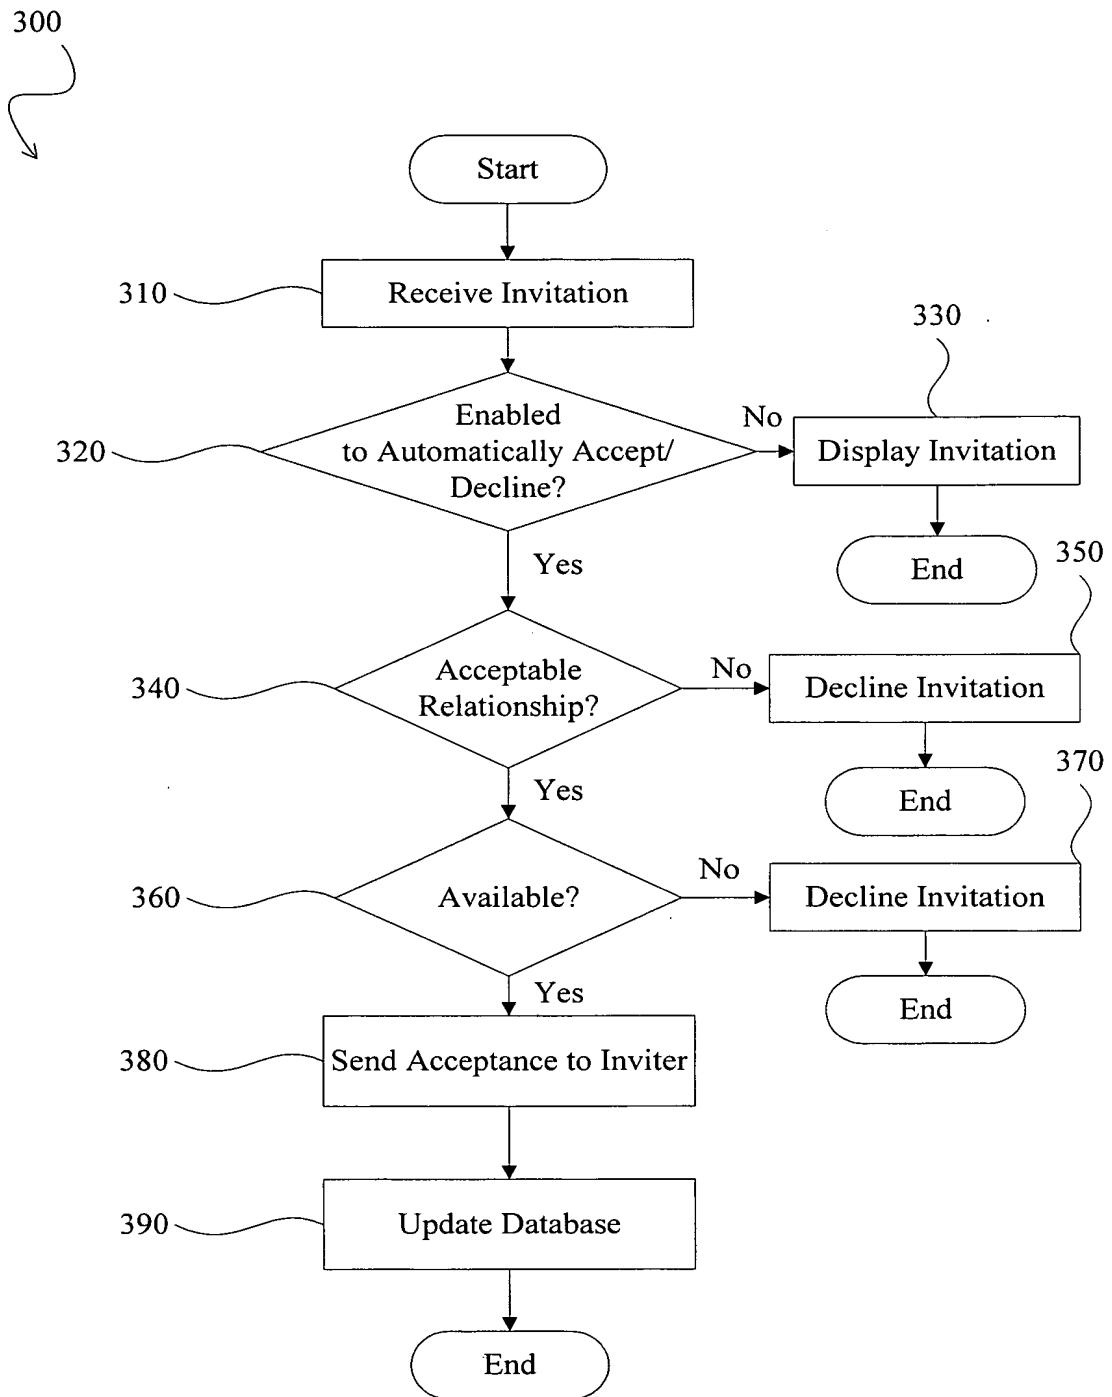 300
Start
310
Receive Invitation
330
320
Enabled
to Automatically Accept/
Decline?
No
Display Invitation
End
Yes
350
340
Acceptable
Relationship?
No
Decline Invitation
End
Yes
370
360
Available?
No
Decline Invitation
End
Yes
380
Send Acceptance to Inviter
390
Update Database
End